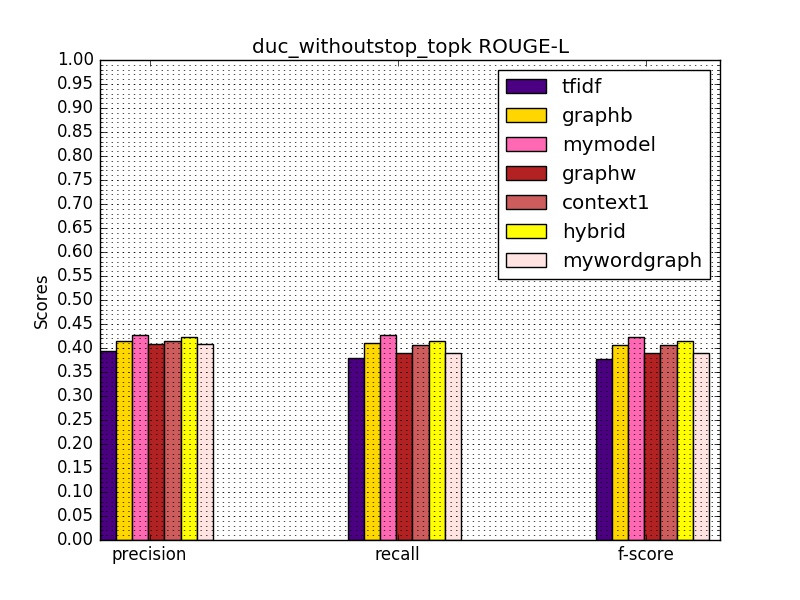 duc_withoutstop_topk ROUGE-L
1.00
0.95
0.90
0.85
0.80
0.75
0.70
0.65
0.60
0.55
0.50
0.45
0.40
0.35
0.30
0.25
0.20
0.15
0.10
0.05
0.00
Scores
tfidf
graphb
mymodel
graphw
context1
hybrid
mywordgraph
precision
recall
f-score